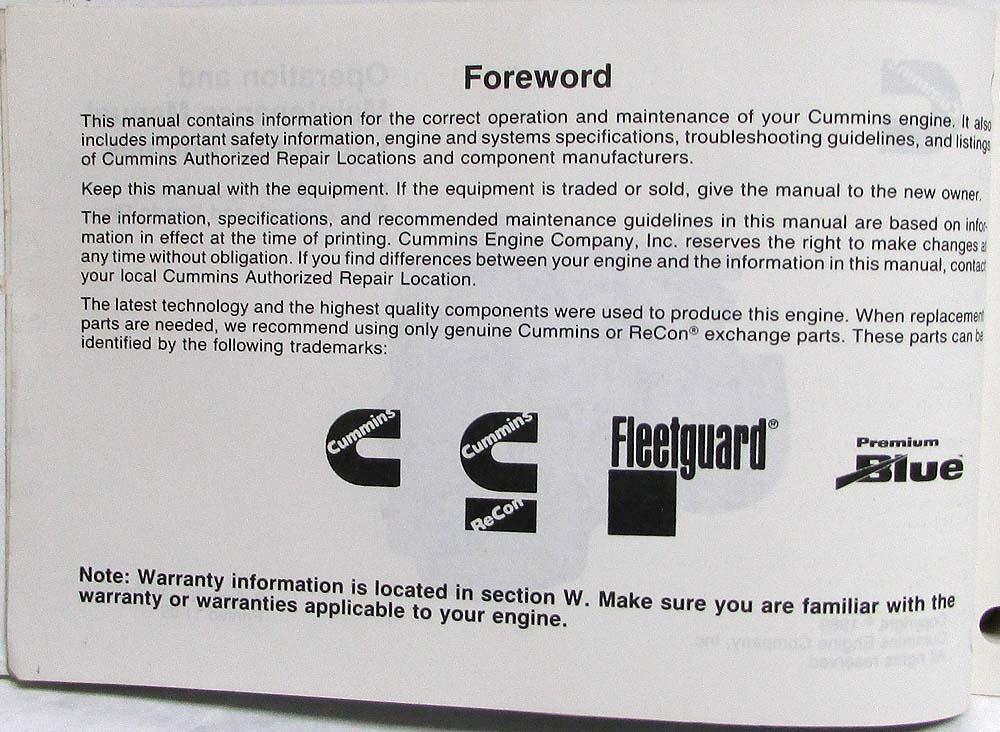 Foreword
This manual contains information for the correct operation and maintenance of your Cummins engine. It also
includes important safety information, engine and systems specifications, troubleshooting guidelines, and listings
of Cummins Authorized Repair Locations and component manufacturers.
Keep this manual with the equipment. If the equipment is traded or sold, give the manual to the new owner.
The information, specifications, and recommended maintenance guidelines in this manual are based on infor-
mation in effect at the time of printing. Cummins Engine Company, Inc. reserves the right to make changes at
any time without obligation. If you find differences between your engine and the information in this manual, contact
your local Cummins Authorized Repair Location.
The latest technology and the highest quality components were used to produce this engine. When replacement
parts are needed, we recommend using only genuine Cummins or ReCon® exchange parts. These parts can be
identified by the following trademarks:
Cummins
Cummins
ReCon
Fleetguard®
Premium
Blue™
Note: Warranty information is located in section W. Make sure you are familiar with the
warranty or warranties applicable to your engine.